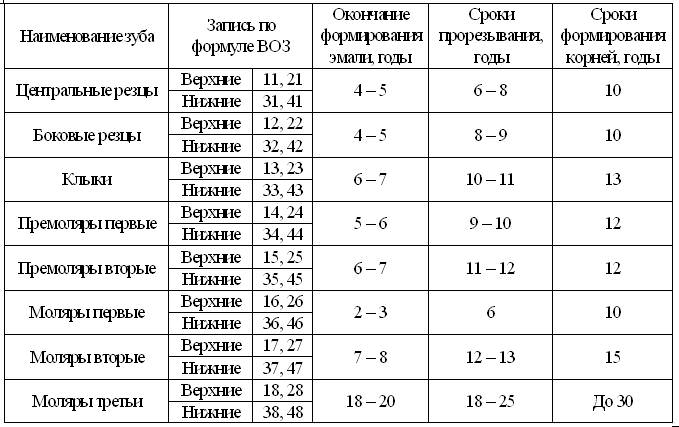 Наименование зуба
Запись по
формуле ВОЗ
Окончание
формирования
эмали, годы
Сроки
прорезывания,
годы
Сроки
формирования
корней, годы
Центральные резцы
Верхние 11, 21
Нижние 31, 41
4 – 5
6 – 8
10
Боковые резцы
Верхние 12, 22
Нижние 32, 42
4 – 5
8 – 9
10
Клыки
Верхние 13, 23
Нижние 33, 43
6 – 7
10 – 11
13
Премоляры первые
Верхние 14, 24
Нижние 34, 44
5 – 6
9 – 10
12
Премоляры вторые
Верхние 15, 25
Нижние 35, 45
6 – 7
11 – 12
12
Моляры первые
Верхние 16, 26
Нижние 36, 46
2 – 3
6
10
Моляры вторые
Верхние 17, 27
Нижние 37, 47
7 – 8
12 – 13
15
Моляры третьи
Верхние 18, 28
Нижние 38, 48
18 – 20
18 – 25
До 30